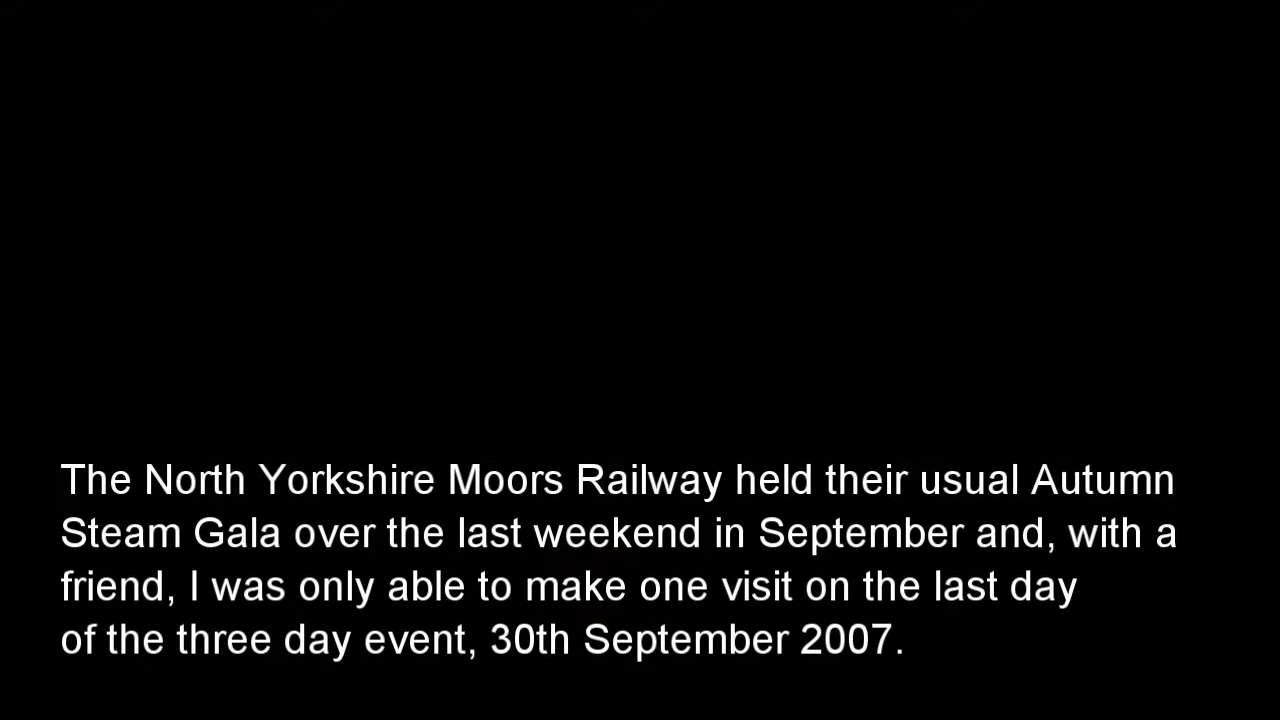 The North Yorkshire Moors Railway held their usual Autumn
Steam Gala over the last weekend in September and, with a
friend, I was only able to make one visit on the last day
of the three day event, 30th September 2007.